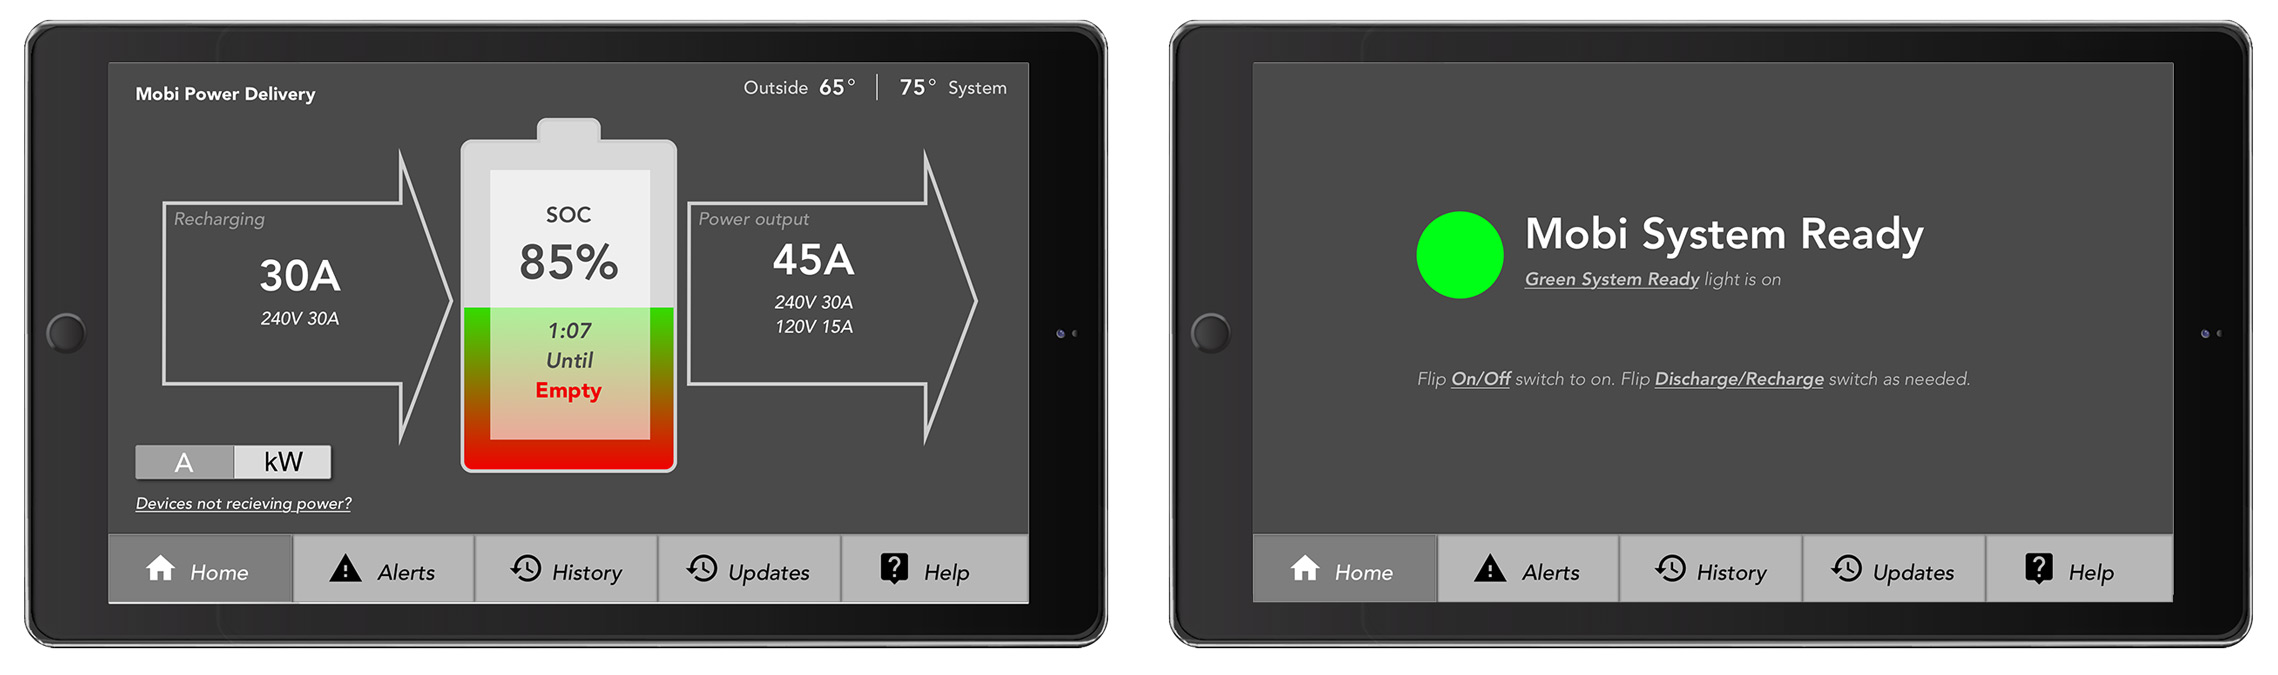 Mobi Power Delivery
Outside 65° | 75° System
Recharging
30A
240V 30A
SOC
85%
1:07
Until
Empty
Power output
45A
240V 30A
120V 15A
A kW
Devices not recieving power?
Home Alerts History Updates Help
Mobi System Ready
Green System Ready light is on
Flip On/Off switch to on. Flip Discharge/Recharge switch as needed.
Home Alerts History Updates Help